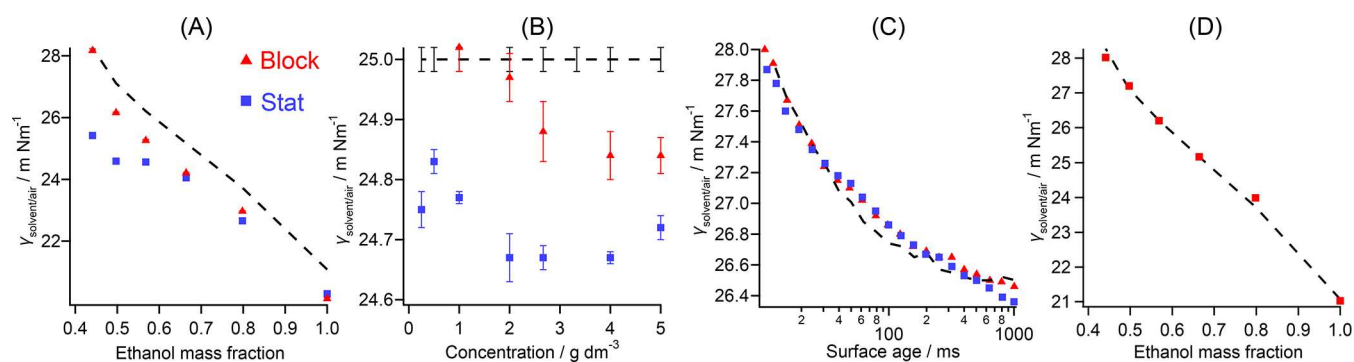 (A)
28
26
24
22
γsolvent/air / m Nm⁻¹
0.4 0.5 0.6 0.7 0.8 0.9 1.0
Ethanol mass fraction
Block
Stat
(B)
25.0
24.9
24.8
24.7
24.6
γsolvent/air / m Nm⁻¹
0 1 2 3 4 5
Concentration / g dm⁻³
(C)
28.0
27.8
27.6
27.4
27.2
27.0
26.8
26.6
26.4
γsolvent/air / m Nm⁻¹
2 4 6 8 100 2 4 6 8 1000
Surface age / ms
(D)
28
27
26
25
24
23
22
21
γsolvent/air / m Nm⁻¹
0.4 0.5 0.6 0.7 0.8 0.9 1.0
Ethanol mass fraction